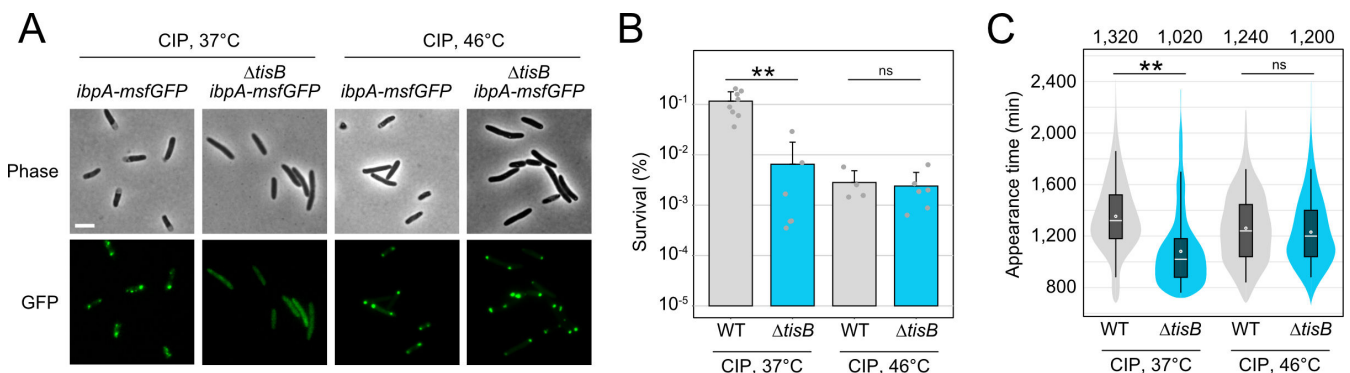 A
CIP, 37°C
CIP, 46°C
ibpA-msfGFP
ΔtisB
ibpA-msfGFP
ibpA-msfGFP
ΔtisB
ibpA-msfGFP
Phase
GFP
B
Survival (%)
10⁻¹
10⁻²
10⁻³
10⁻⁴
10⁻⁵
**
ns
WT
ΔtisB
WT
ΔtisB
CIP. 37°C
CIP. 46°C
C
1,320
1,020
1,240
1,200
Appearance time (min)
2,400
2,000
1,600
1,200
800
**
ns
WT
ΔtisB
WT
ΔtisB
CIP, 37°C
CIP, 46°C